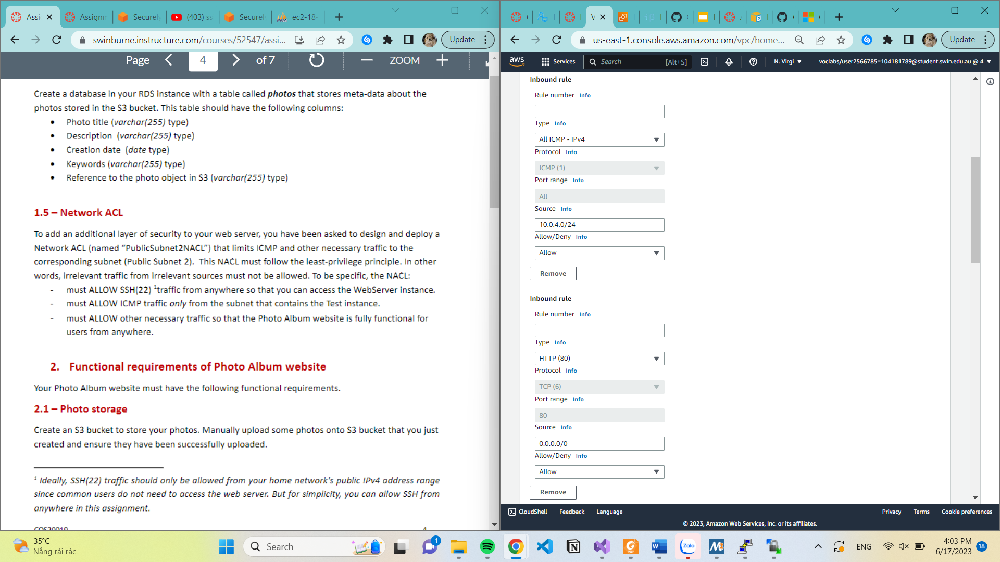 Assi
Assignm
Securely
(403) ss
Securely
ec2-18-
swinburne.instructure.com/courses/52547/assi...
Update
Page
4
of 7
ZOOM
Create a database in your RDS instance with a table called photos that stores meta-data about the
photos stored in the S3 bucket. This table should have the following columns:
• Photo title (varchar(255) type)
• Description (varchar(255) type)
• Creation date (date type)
• Keywords (varchar(255) type)
• Reference to the photo object in S3 (varchar(255) type)
1.5 – Network ACL
To add an additional layer of security to your web server, you have been asked to design and deploy a
Network ACL (named “PublicSubnet2NACL”) that limits ICMP and other necessary traffic to the
corresponding subnet (Public Subnet 2). This NACL must follow the least-privilege principle. In other
words, irrelevant traffic from irrelevant sources must not be allowed. To be specific, the NACL:
- must ALLOW SSH(22) 1traffic from anywhere so that you can access the WebServer instance.
- must ALLOW ICMP traffic only from the subnet that contains the Test instance.
- must ALLOW other necessary traffic so that the Photo Album website is fully functional for
users from anywhere.
2. Functional requirements of Photo Album website
Your Photo Album website must have the following functional requirements.
2.1 – Photo storage
Create an S3 bucket to store your photos. Manually upload some photos onto S3 bucket that you just
created and ensure they have been successfully uploaded.
1 Ideally, SSH(22) traffic should only be allowed from your home network's public IPv4 address range
since common users do not need to access the web server. But for simplicity, you can allow SSH from
anywhere in this assignment.
COS20019
4
us-east-1.console.aws.amazon.com/vpc/home...
Update
aws
Services
Search
[Alt+S]
N. Virgi
voclabs/user2566785=104181789@student.swin.edu.au @ 4
Inbound rule
Rule number Info
Type Info
All ICMP - IPv4
Protocol Info
ICMP (1)
Port range Info
All
Source Info
10.0.4.0/24
Allow/Deny Info
Allow
Remove
Inbound rule
Rule number Info
Type Info
HTTP (80)
Protocol Info
TCP (6)
Port range Info
80
Source Info
0.0.0.0/0
Allow/Deny Info
Allow
Remove
CloudShell
Feedback
Language
Privacy
Terms
Cookie preferences
© 2023, Amazon Web Services, Inc. or its affiliates.
35°C
Nắng rải rác
Search
1
Zalo
ENG
4:03 PM
6/17/2023
18